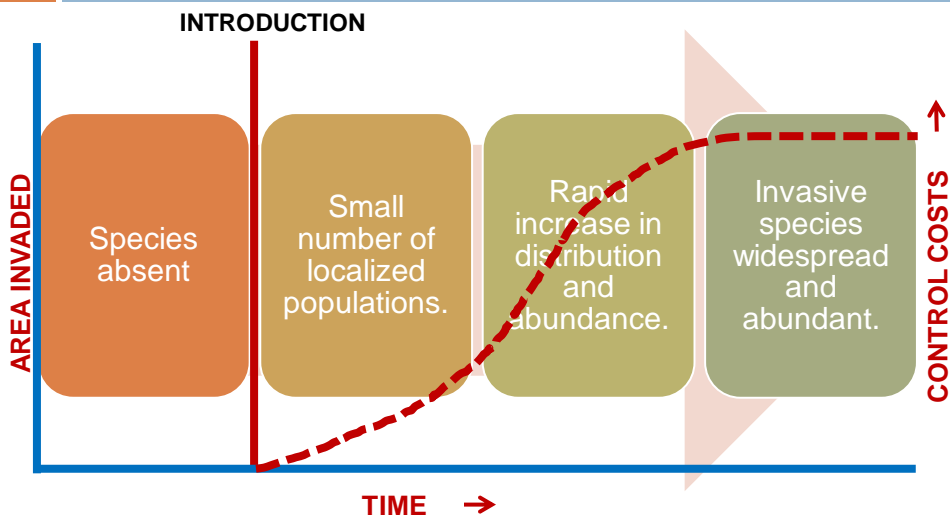 INTRODUCTION
AREA INVADED
Species
absent
Small
number of
localized
populations.
Rapid
increase in
distribution
and
abundance.
Invasive
species
widespread
and
abundant.
CONTROL COSTS →
TIME →